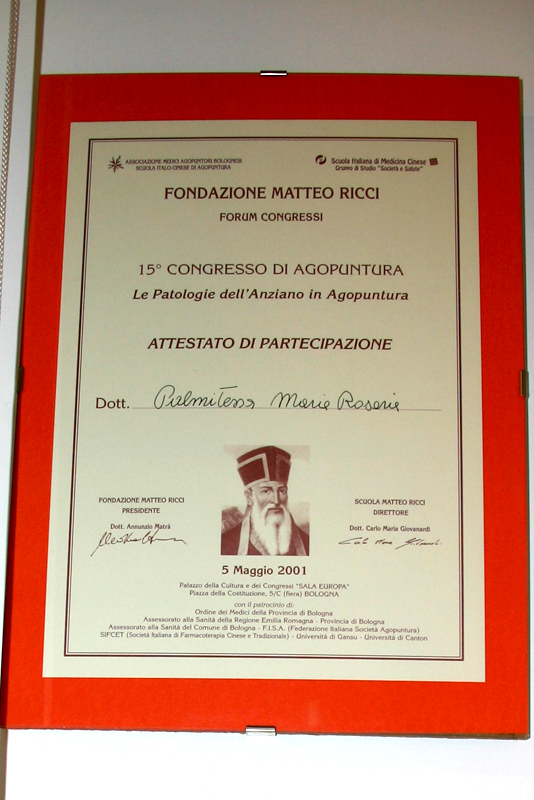 ASSOCIAZIONE MEDICI AGOPUNTORI BOLOGNESI
SCUOLA ITALO-CINESE DI AGOPUNTURA
Scuola Italiana di Medicina Cinese
Gruppo di Studio "Società e Salute"
FONDAZIONE MATTEO RICCI
FORUM CONGRESSI
15° CONGRESSO DI AGOPUNTURA
Le Patologie dell'Anziano in Agopuntura
ATTESTATO DI PARTECIPAZIONE
Dott. Palmitessa Maria Rosaria
FONDAZIONE MATTEO RICCI
PRESIDENTE
Dott. Annunzio Matrà
SCUOLA MATTEO RICCI
DIRETTORE
Dott. Carlo Maria Giovanardi
5 Maggio 2001
Palazzo della Cultura e dei Congressi "SALA EUROPA"
Piazza della Costituzione, 5/C (fiera) BOLOGNA
con il patrocinio di:
Ordine dei Medici della Provincia di Bologna
Assessorato alla Sanità della Regione Emilia Romagna - Provincia di Bologna
Assessorato alla Sanità del Comune di Bologna - F.I.S.A. (Federazione Italiana Società Agopuntura)
SIFCET (Società Italiana di Farmacoterapia Cinese e Tradizionale) - Università di Gansu - Università di Canton